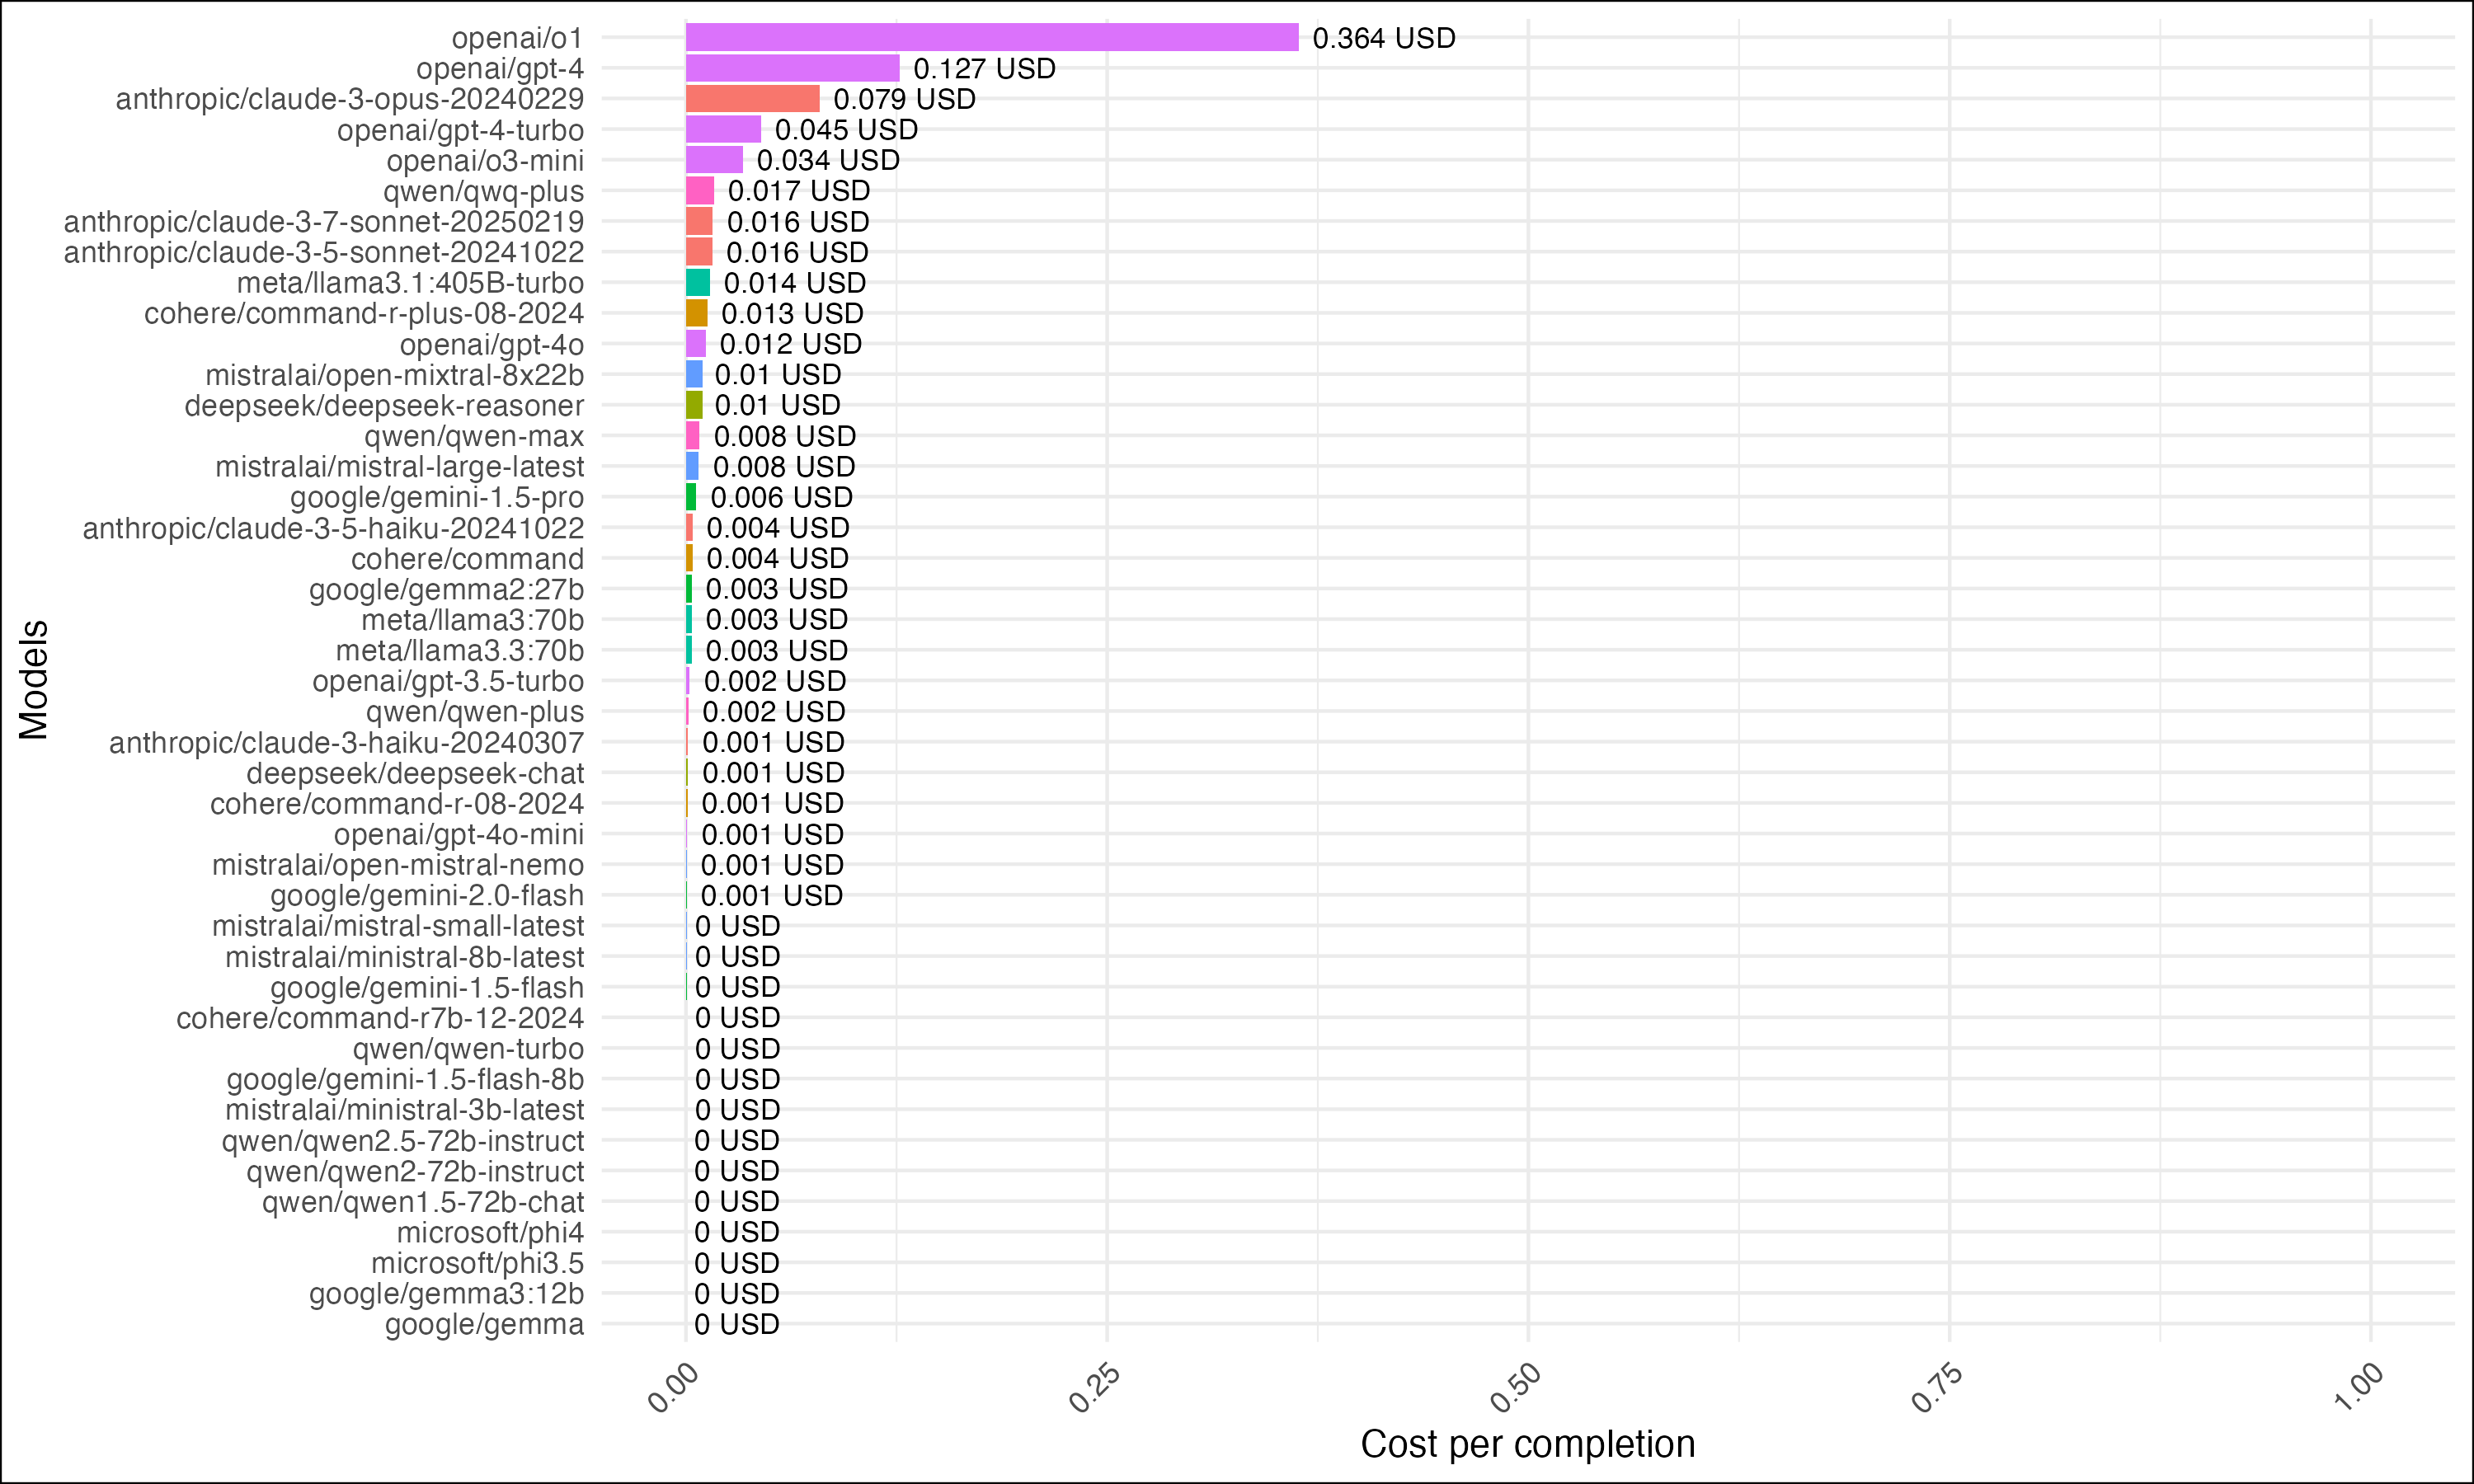 openai/o1 0.364 USD
openai/gpt-4 0.127 USD
anthropic/claude-3-opus-20240229 0.079 USD
openai/gpt-4-turbo 0.045 USD
openai/o3-mini 0.034 USD
qwen/qwq-plus 0.017 USD
anthropic/claude-3-7-sonnet-20250219 0.016 USD
anthropic/claude-3-5-sonnet-20241022 0.016 USD
meta/llama3.1:405B-turbo 0.014 USD
cohere/command-r-plus-08-2024 0.013 USD
openai/gpt-4o 0.012 USD
mistralai/open-mixtral-8x22b 0.01 USD
deepseek/deepseek-reasoner 0.01 USD
qwen/qwen-max 0.008 USD
mistralai/mistral-large-latest 0.008 USD
google/gemini-1.5-pro 0.006 USD
anthropic/claude-3-5-haiku-20241022 0.004 USD
cohere/command 0.004 USD
google/gemma2:27b 0.003 USD
meta/llama3:70b 0.003 USD
meta/llama3.3:70b 0.003 USD
openai/gpt-3.5-turbo 0.002 USD
qwen/qwen-plus 0.002 USD
anthropic/claude-3-haiku-20240307 0.001 USD
deepseek/deepseek-chat 0.001 USD
cohere/command-r-08-2024 0.001 USD
openai/gpt-4o-mini 0.001 USD
mistralai/open-mistral-nemo 0.001 USD
google/gemini-2.0-flash 0.001 USD
mistralai/mistral-small-latest 0 USD
mistralai/ministral-8b-latest 0 USD
google/gemini-1.5-flash 0 USD
cohere/command-r7b-12-2024 0 USD
qwen/qwen-turbo 0 USD
google/gemini-1.5-flash-8b 0 USD
mistralai/ministral-3b-latest 0 USD
qwen/qwen2.5-72b-instruct 0 USD
qwen/qwen2-72b-instruct 0 USD
qwen/qwen1.5-72b-chat 0 USD
microsoft/phi4 0 USD
microsoft/phi3.5 0 USD
google/gemma3:12b 0 USD
google/gemma 0 USD
Models
0.00 0.25 0.50 0.75 1.00
Cost per completion